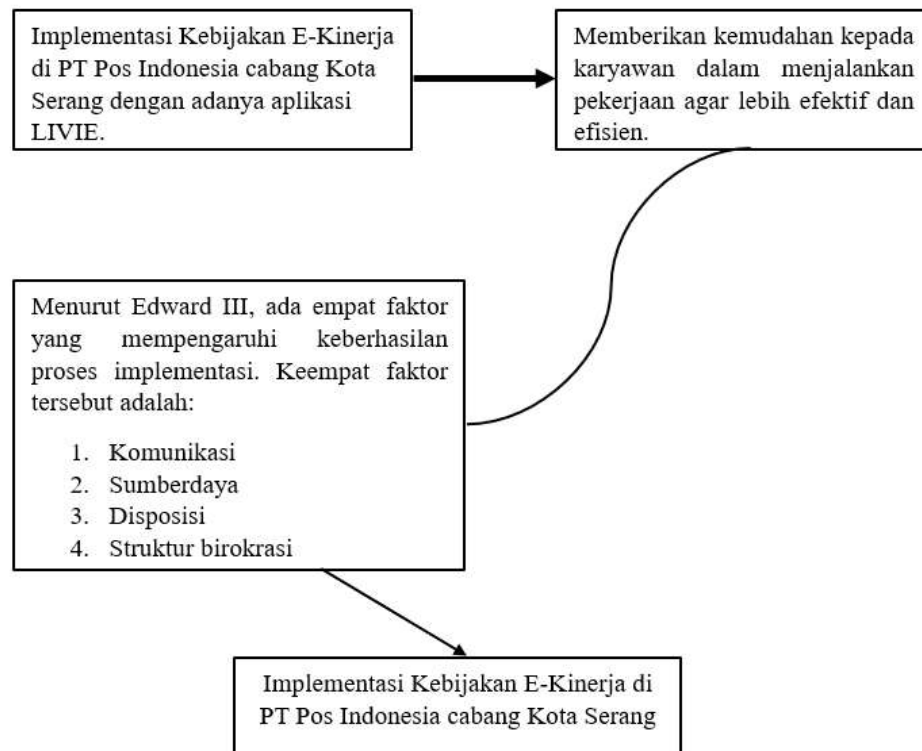 Implementasi Kebijakan E-Kinerja
di PT Pos Indonesia cabang Kota
Serang dengan adanya aplikasi
LIVIE.
Memberikan kemudahan kepada
karyawan dalam menjalankan
pekerjaan agar lebih efektif dan
efisien.
Menurut Edward III, ada empat faktor
yang mempengaruhi keberhasilan
proses implementasi. Keempat faktor
tersebut adalah:
1. Komunikasi
2. Sumberdaya
3. Disposisi
4. Struktur birokrasi
Implementasi Kebijakan E-Kinerja di
PT Pos Indonesia cabang Kota Serang